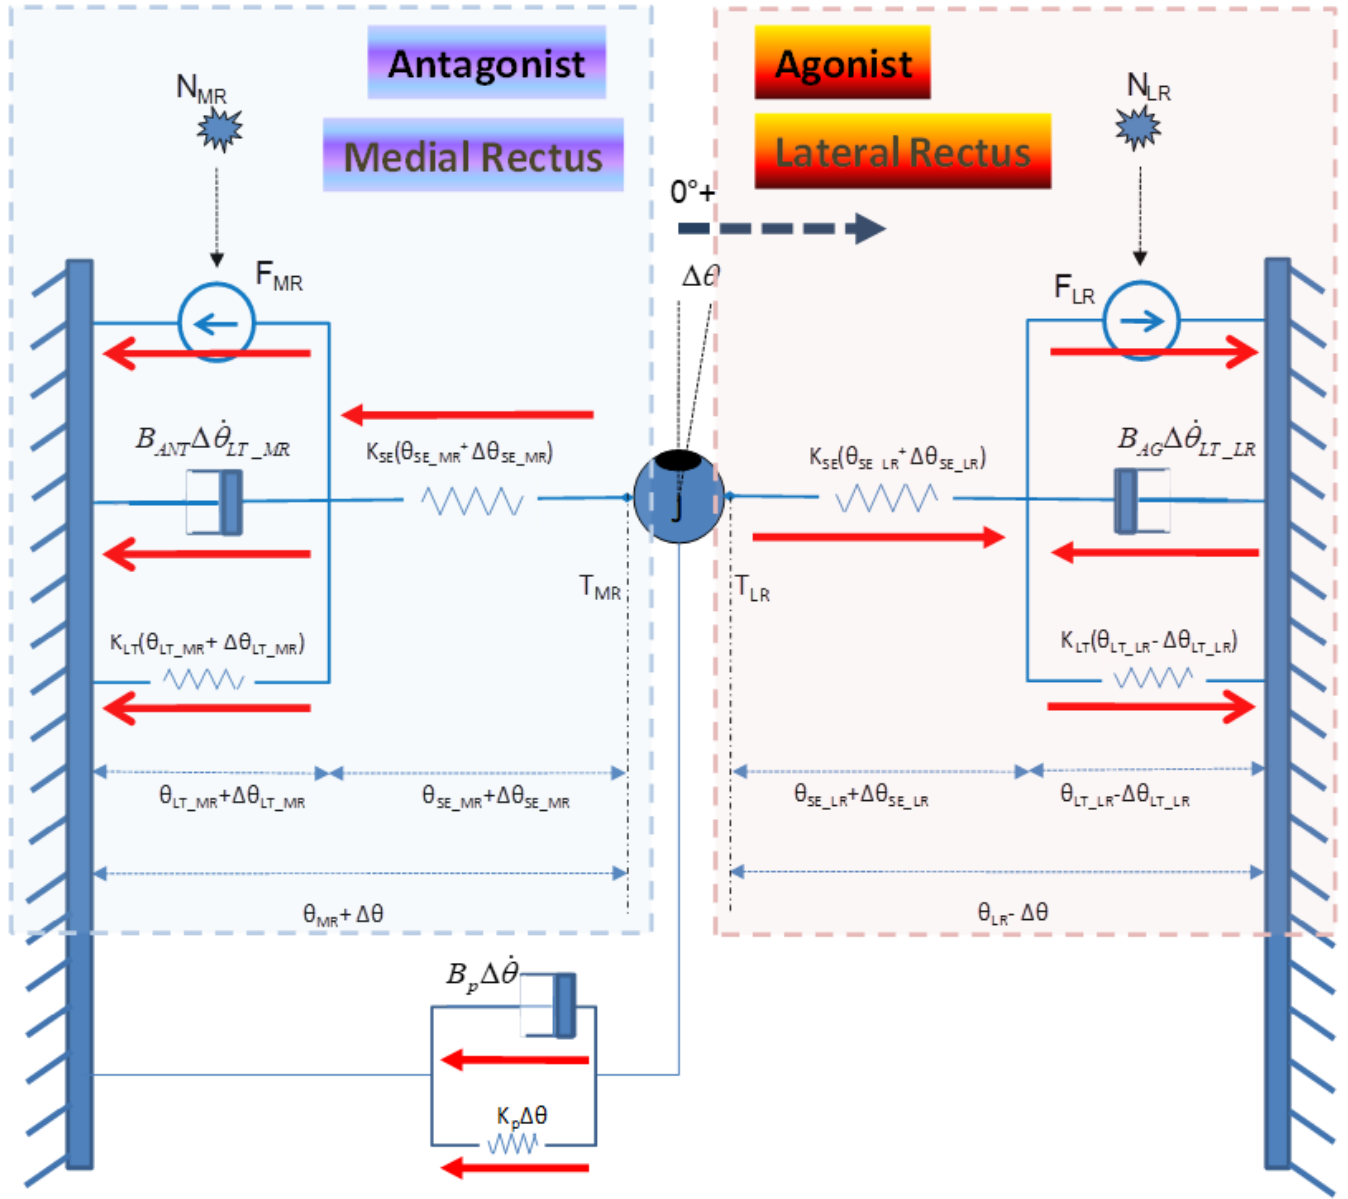 Antagonist
Agonist
N_MR
N_LR
Medial Rectus
Lateral Rectus
0°+
Δθ
F_MR
F_LR
B_ANT Δθ̇_LT_MR
K_SE(θ_SE_MR+ Δθ_SE_MR)
K_SE(θ_SE_LR+ Δθ_SE_LR)
B_AG Δθ̇_LT_LR
J
T_MR
T_LR
K_LT(θ_LT_MR+ Δθ_LT_MR)
K_LT(θ_LT_LR- Δθ_LT_LR)
θ_LT_MR+Δθ_LT_MR
θ_SE_MR+Δθ_SE_MR
θ_SE_LR+Δθ_SE_LR
θ_LT_LR-Δθ_LT_LR
θ_MR+ Δθ
θ_LR- Δθ
B_p Δθ̇
K_pΔθ